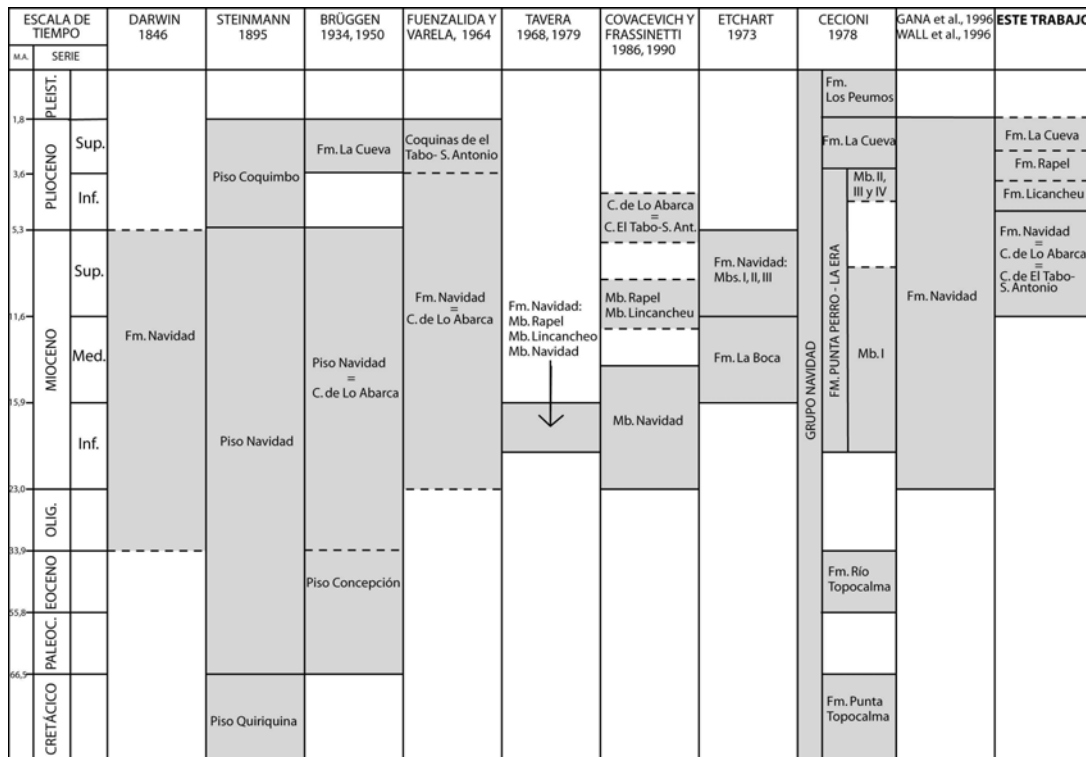 ESCALA DE
TIEMPO
M.A.
SERIE
DARWIN
1846
STEINMANN
1895
BRÜGGEN
1934, 1950
FUENZALIDA Y
VARELA, 1964
TAVERA
1968, 1979
COVACEVICH Y
FRASSINETTI
1986, 1990
ETCHART
1973
CECIONI
1978
GANA et al., 1996
WALL et al., 1996
ESTE TRABAJO
PLEIST.
1,8
PLIOCENO
Sup.
3,6
Inf.
5,3
MIOCENO
Sup.
11,6
Med.
15,9
Inf.
23,0
OLIG.
33,9
EOCENO
55,8
PALEOC.
66,5
CRETÁCICO
Fm. Navidad
Piso Coquimbo
Piso Navidad
Piso Quiriquina
Fm. La Cueva
Piso Navidad
=
C. de Lo Abarca
Piso Concepción
Coquinas de el
Tabo- S. Antonio
Fm. Navidad
=
C. de Lo Abarca
Fm. Navidad:
Mb. Rapel
Mb. Lincancheo
Mb. Navidad
C. de Lo Abarca
=
C. El Tabo-S. Ant.
Mb. Rapel
Mb. Lincancheu
Mb. Navidad
Fm. Navidad:
Mbs. I, II, III
Fm. La Boca
GRUPO NAVIDAD
Fm.
Los Peumos
Fm. La Cueva
FM. PUNTA PERRO - LA ERA
Mb. II,
III y IV
Mb. I
Fm. Río
Topocalma
Fm. Punta
Topocalma
Fm. Navidad
Fm. La Cueva
Fm. Rapel
Fm. Licancheu
Fm. Navidad
=
C. de Lo Abarca
=
C. de El Tabo-
S. Antonio